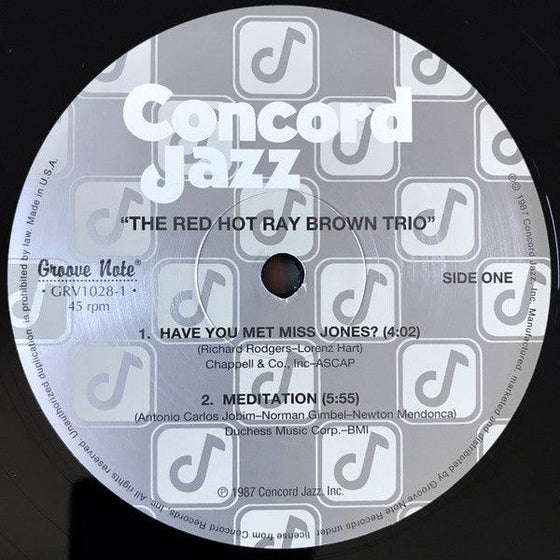 Concord
Jazz
"THE RED HOT RAY BROWN TRIO"
Groove Note®
• GRV1028-1 •
45 rpm
SIDE ONE
1. HAVE YOU MET MISS JONES? (4:02)
(Richard Rodgers–Lorenz Hart)
Chappell & Co., Inc–ASCAP
2. MEDITATION (5:55)
(Antonio Carlos Jobim–Norman Gimbel–Newton Mendonca)
Duchess Music Corp.–BMI
℗ 1987 Concord Jazz, Inc.
℗© 1987 Concord Jazz, Inc. Manufactured, marketed and distributed by Groove Note Records under license from Concord Records, Inc. All rights reserved. Unauthorized duplication is prohibited by law. Made in U.S.A.